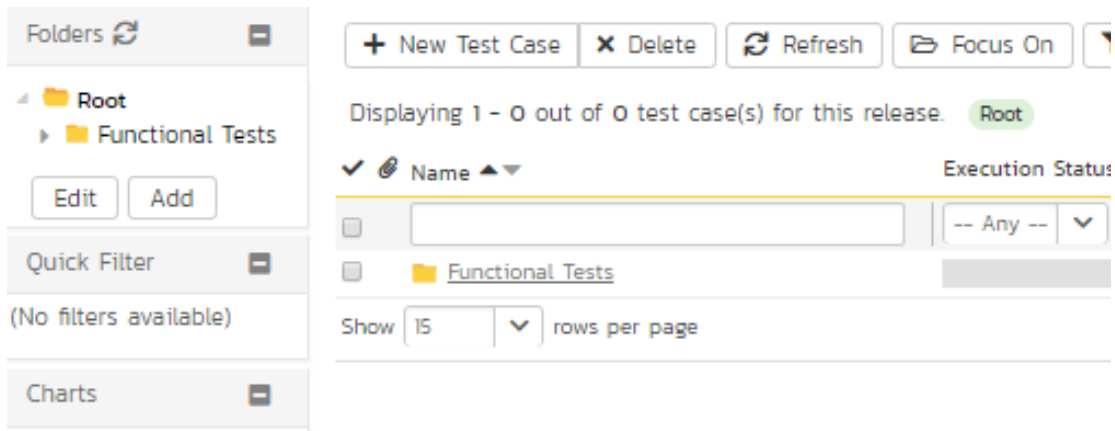 Folders
Root
Functional Tests
Edit Add
Quick Filter
(No filters available)
Charts
New Test Case Delete Refresh Focus On
Displaying 1 - 0 out of 0 test case(s) for this release. Root
Name Execution Status
-- Any --
Functional Tests
Show 15 rows per page